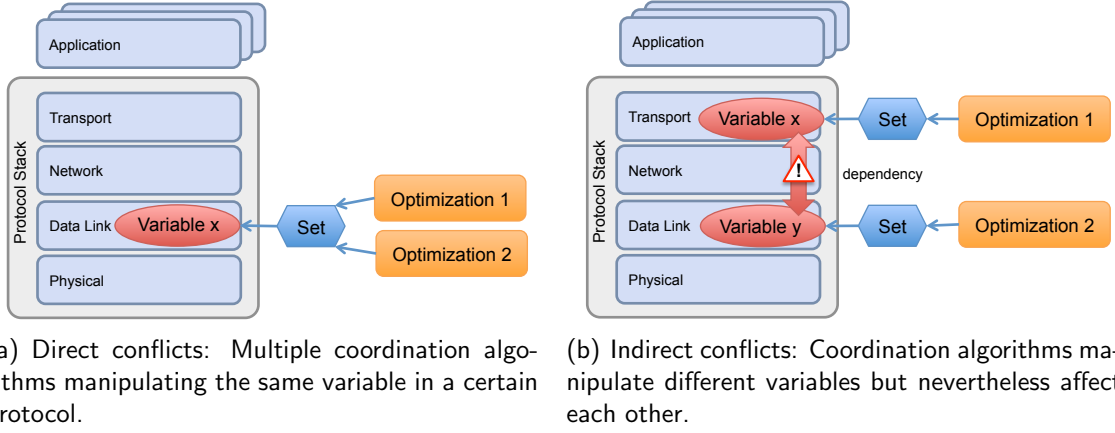 Application
Protocol Stack
Transport
Network
Data Link
Variable x
Set
Optimization 1
Optimization 2
Physical
a) Direct conflicts: Multiple coordination algo-
thms manipulating the same variable in a certain
rotocol.
Application
Protocol Stack
Transport
Variable x
Set
Optimization 1
Network
!
dependency
Data Link
Variable y
Set
Optimization 2
Physical
(b) Indirect conflicts: Coordination algorithms ma-
nipulate different variables but nevertheless affect
each other.